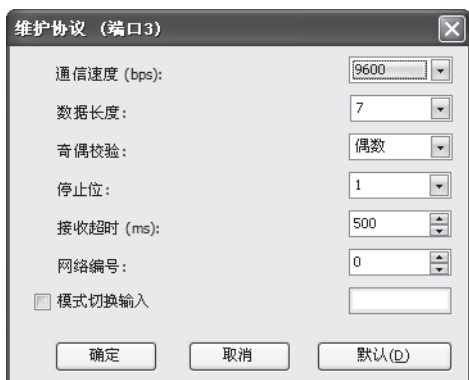 维护协议 （端口3）
通信速度 (bps): 9600
数据长度: 7
奇偶校验: 偶数
停止位: 1
接收超时 (ms): 500
网络编号: 0
模式切换输入
确定 取消 默认(D)